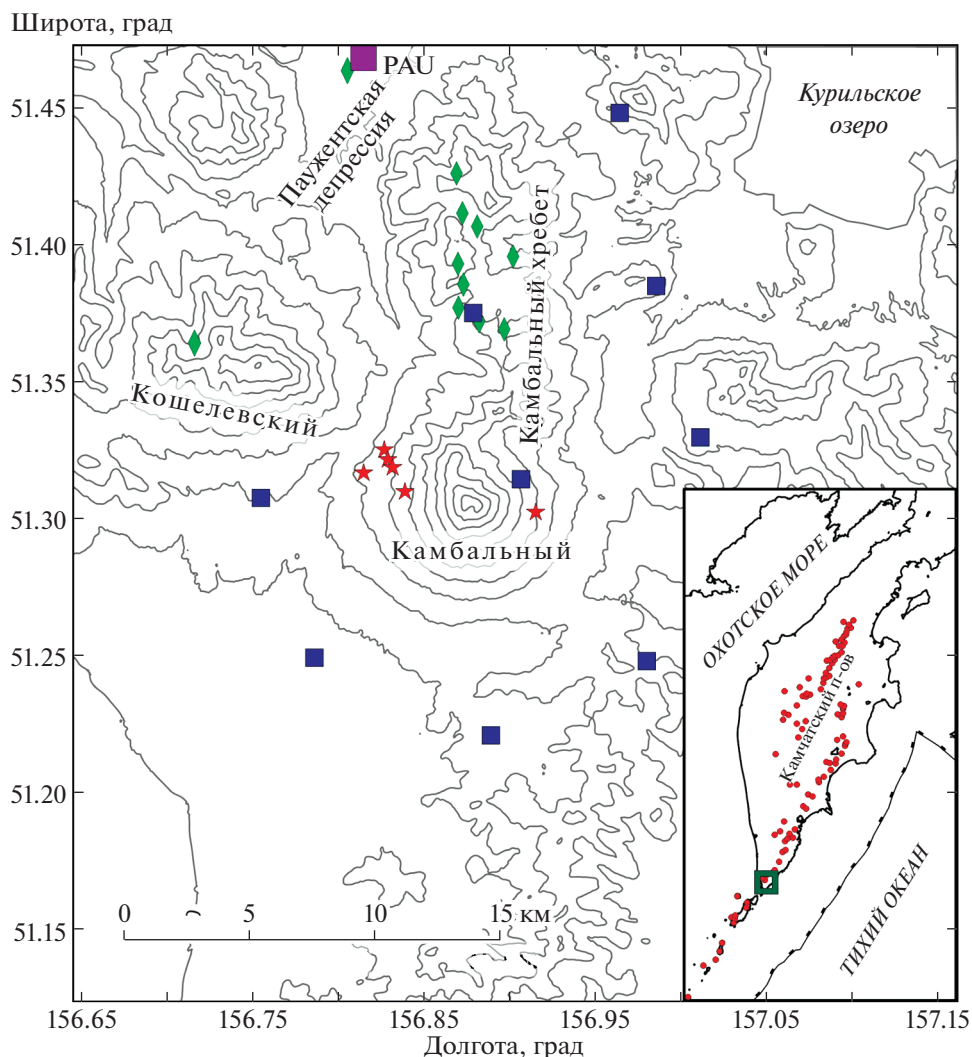 Широта, град
PAU
51.45
Курильское
озеро
Паужентская
депрессия
51.40
Камбальный хребет
51.35
Кошелевский
51.30
Камбальный
ОХОТСКОЕ МОРЕ
51.25
Камчатский п-ов
51.20
ТИХИЙ ОКЕАН
0 5 10 15 км
51.15
156.65 156.75 156.85 156.95 157.05 157.15
Долгота, град